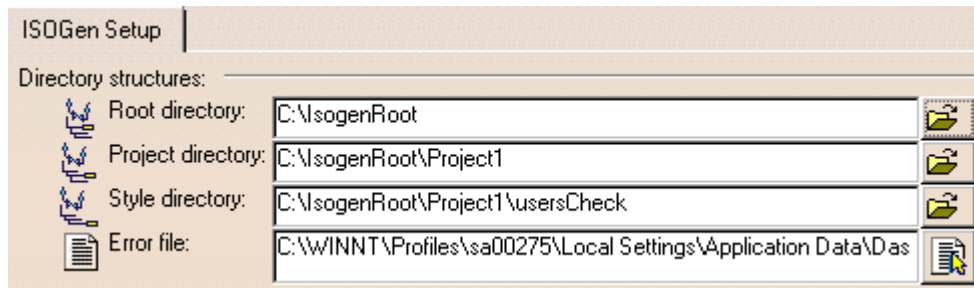 ISOGen Setup
Directory structures:
Root directory: C:\IsogenRoot
Project directory: C:\IsogenRoot\Project1
Style directory: C:\IsogenRoot\Project1\usersCheck
Error file: C:\WINNT\Profiles\sa00275\Local Settings\Application Data\Das